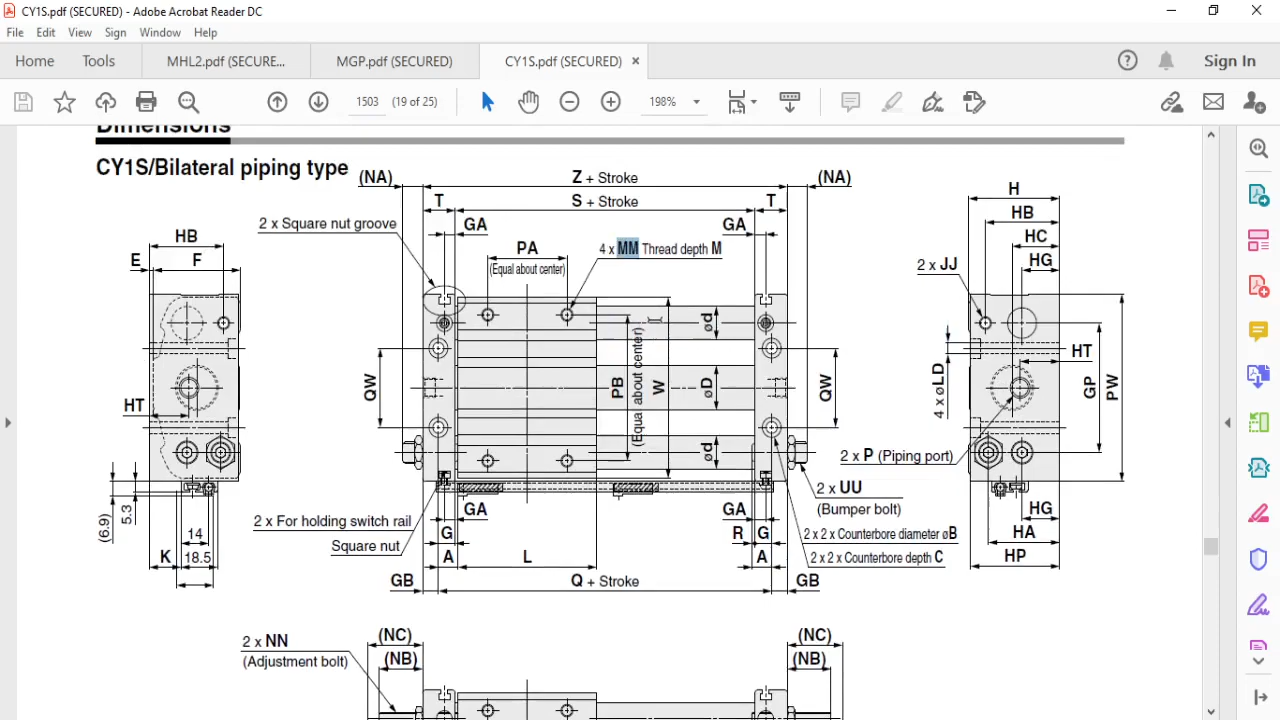 CY1S (SECURED) - Adobe Acrobat Reader DC
File Edit View Sign Window Help
Home Tools MHL2.pdf (SECURE... MGP.pdf (SECURED) CY1S.pdf (SECURED) × ? Sign In
1503 (19 of 25) 198%
Dimensions
CY1S/Bilateral piping type
(NA) Z + Stroke (NA)
T S + Stroke T
H
2 x Square nut groove GA GA
HB
HB PA 4 x MM Thread depth M HC
E F (Equal about center) 2 x JJ HG
ød
HT
QW PB (Equa about center) W øD QW 4 x øLD GP PW
HT
ød 2 x P (Piping port)
2 x UU
(Bumper bolt)
(6.9) 5.3 GA GA HG
14 2 x For holding switch rail G R G 2 x 2 x Counterbore diameter øB HA
K 18.5 Square nut A L A 2 x 2 x Counterbore depth C HP
GB Q + Stroke GB
2 x NN (NC) (NC)
(Adjustment bolt) (NB) (NB)